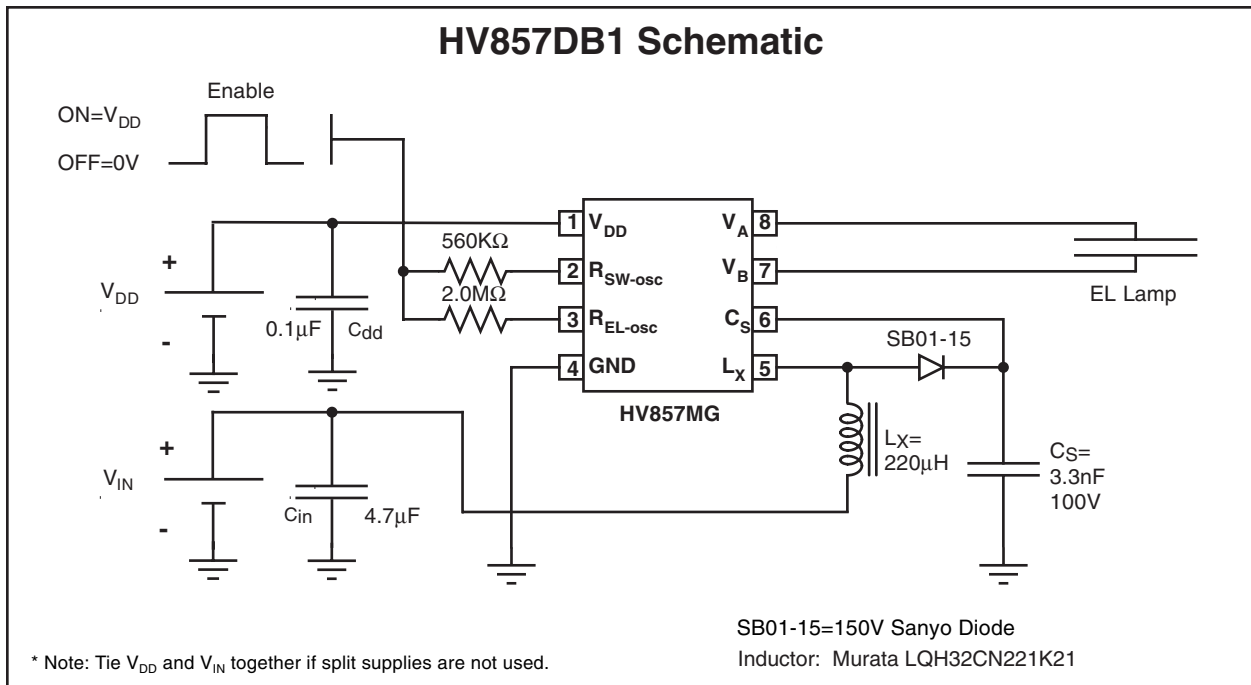 HV857DB1 Schematic
Enable
ON=VDD
OFF=0V
1 VDD
VA 8
560KΩ
2 RSW-osc
VB 7
2.0MΩ
3 REL-osc
CS 6
4 GND
LX 5
HV857MG
EL Lamp
SB01-15
+
VDD
-
0.1µF
Cdd
+
VIN
-
Cin
4.7µF
LX=
220µH
CS=
3.3nF
100V
SB01-15=150V Sanyo Diode
Inductor: Murata LQH32CN221K21
* Note: Tie VDD and VIN together if split supplies are not used.